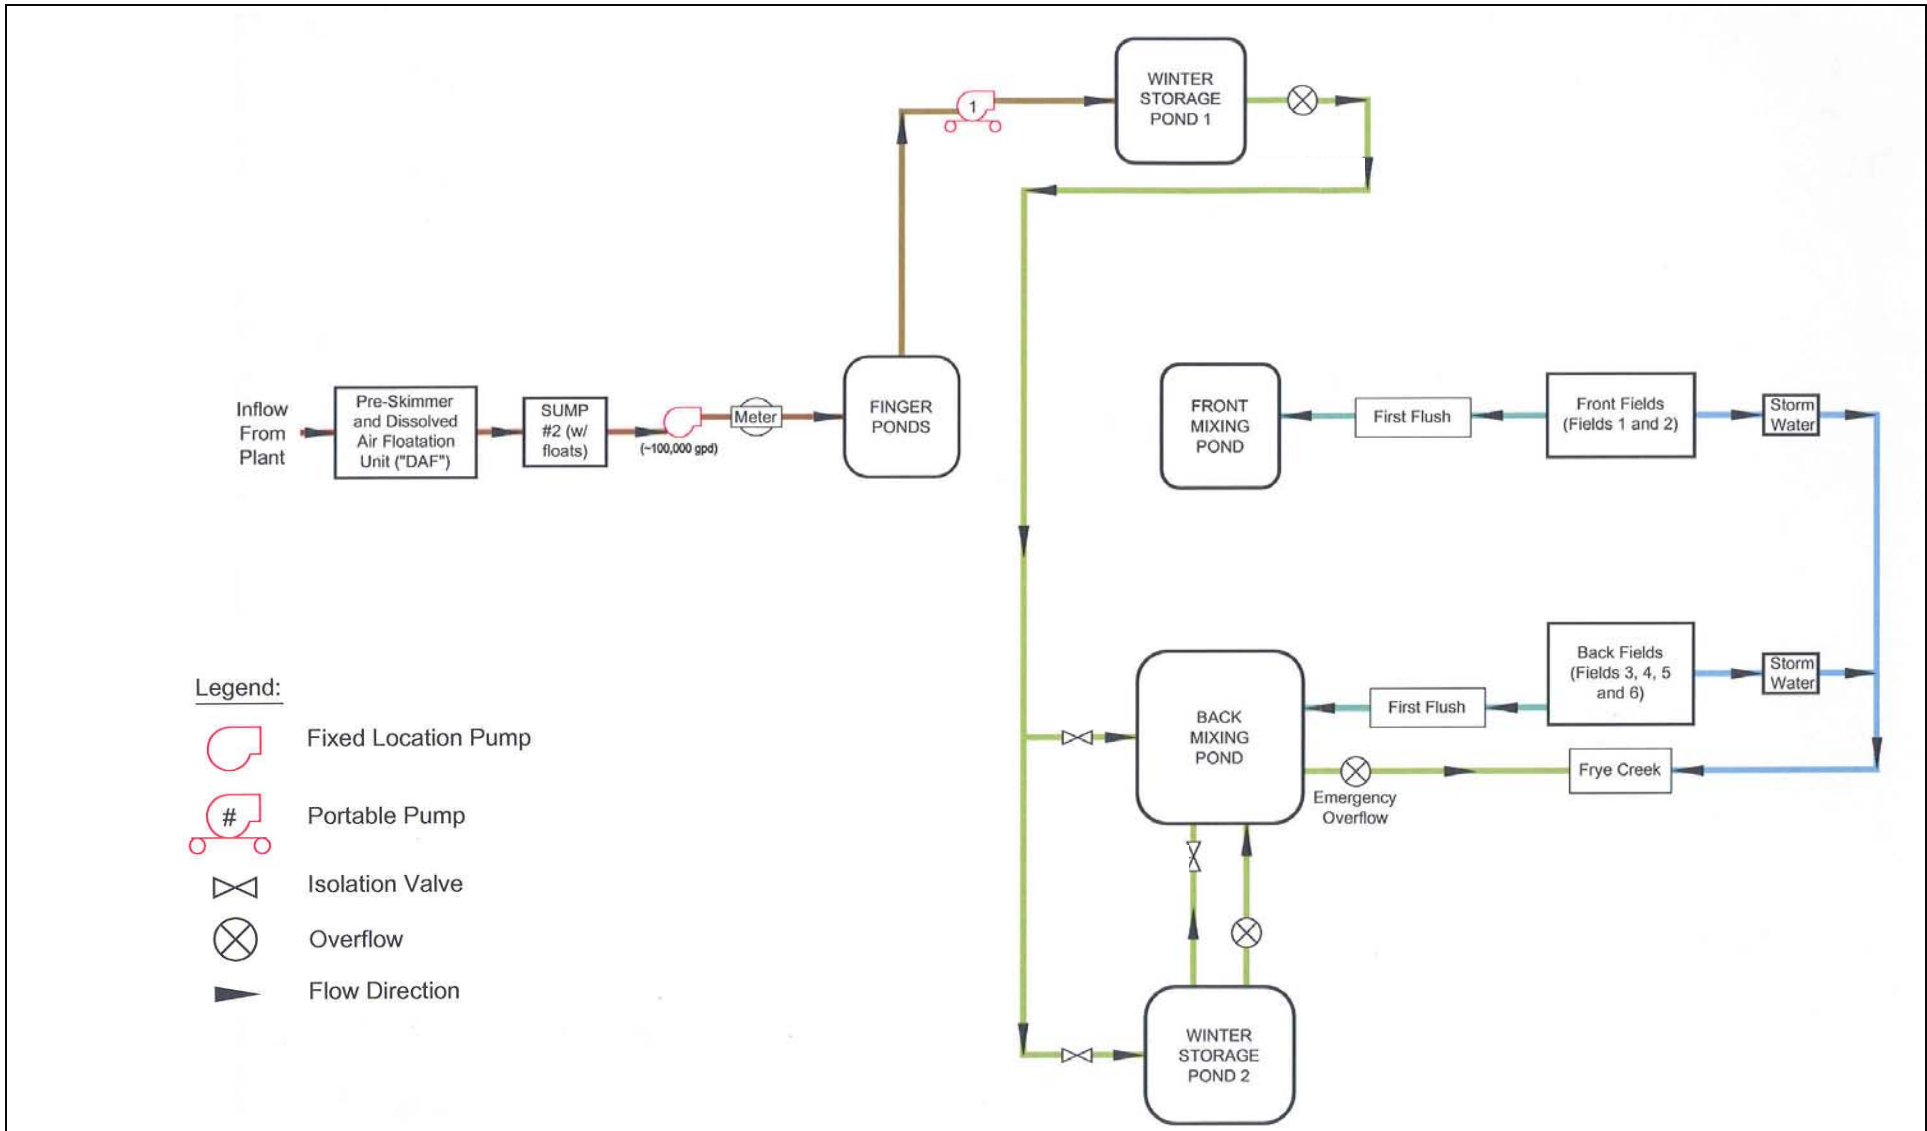 WINTER
STORAGE
POND 1
1
Inflow
From
Plant
Pre-Skimmer
and Dissolved
Air Floatation
Unit ("DAF")
SUMP
#2 (w/
floats)
(~100,000 gpd)
Meter
FINGER
PONDS
FRONT
MIXING
POND
First Flush
Front Fields
(Fields 1 and 2)
Storm
Water
BACK
MIXING
POND
First Flush
Back Fields
(Fields 3, 4, 5
and 6)
Storm
Water
Emergency
Overflow
Frye Creek
WINTER
STORAGE
POND 2
Legend:
Fixed Location Pump
#
Portable Pump
Isolation Valve
Overflow
Flow Direction